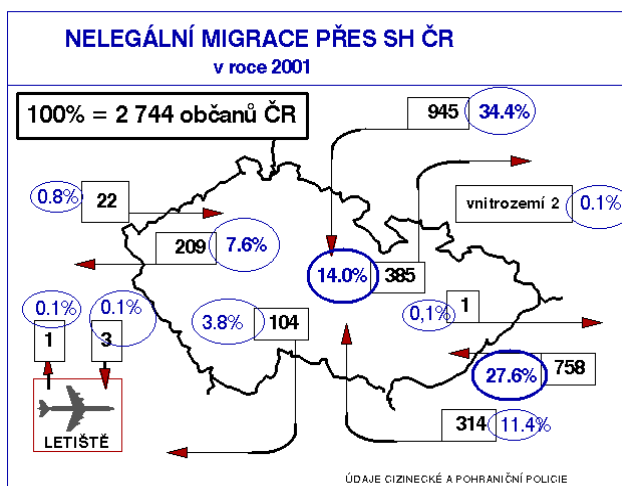 NELEGÁLNÍ MIGRACE PŘES SH ČR
v roce 2001
100% = 2 744 občanů ČR
945 34.4%
0.8% 22
vnitrozemí 2 0.1%
209 7.6%
14.0% 385
0.1% 0.1%
1 3
3.8% 104
0,1% 1
27.6% 758
314 11.4%
LETIŠTĚ
ÚDAJE CIZINECKÉ A POHRANIČNÍ POLICIE